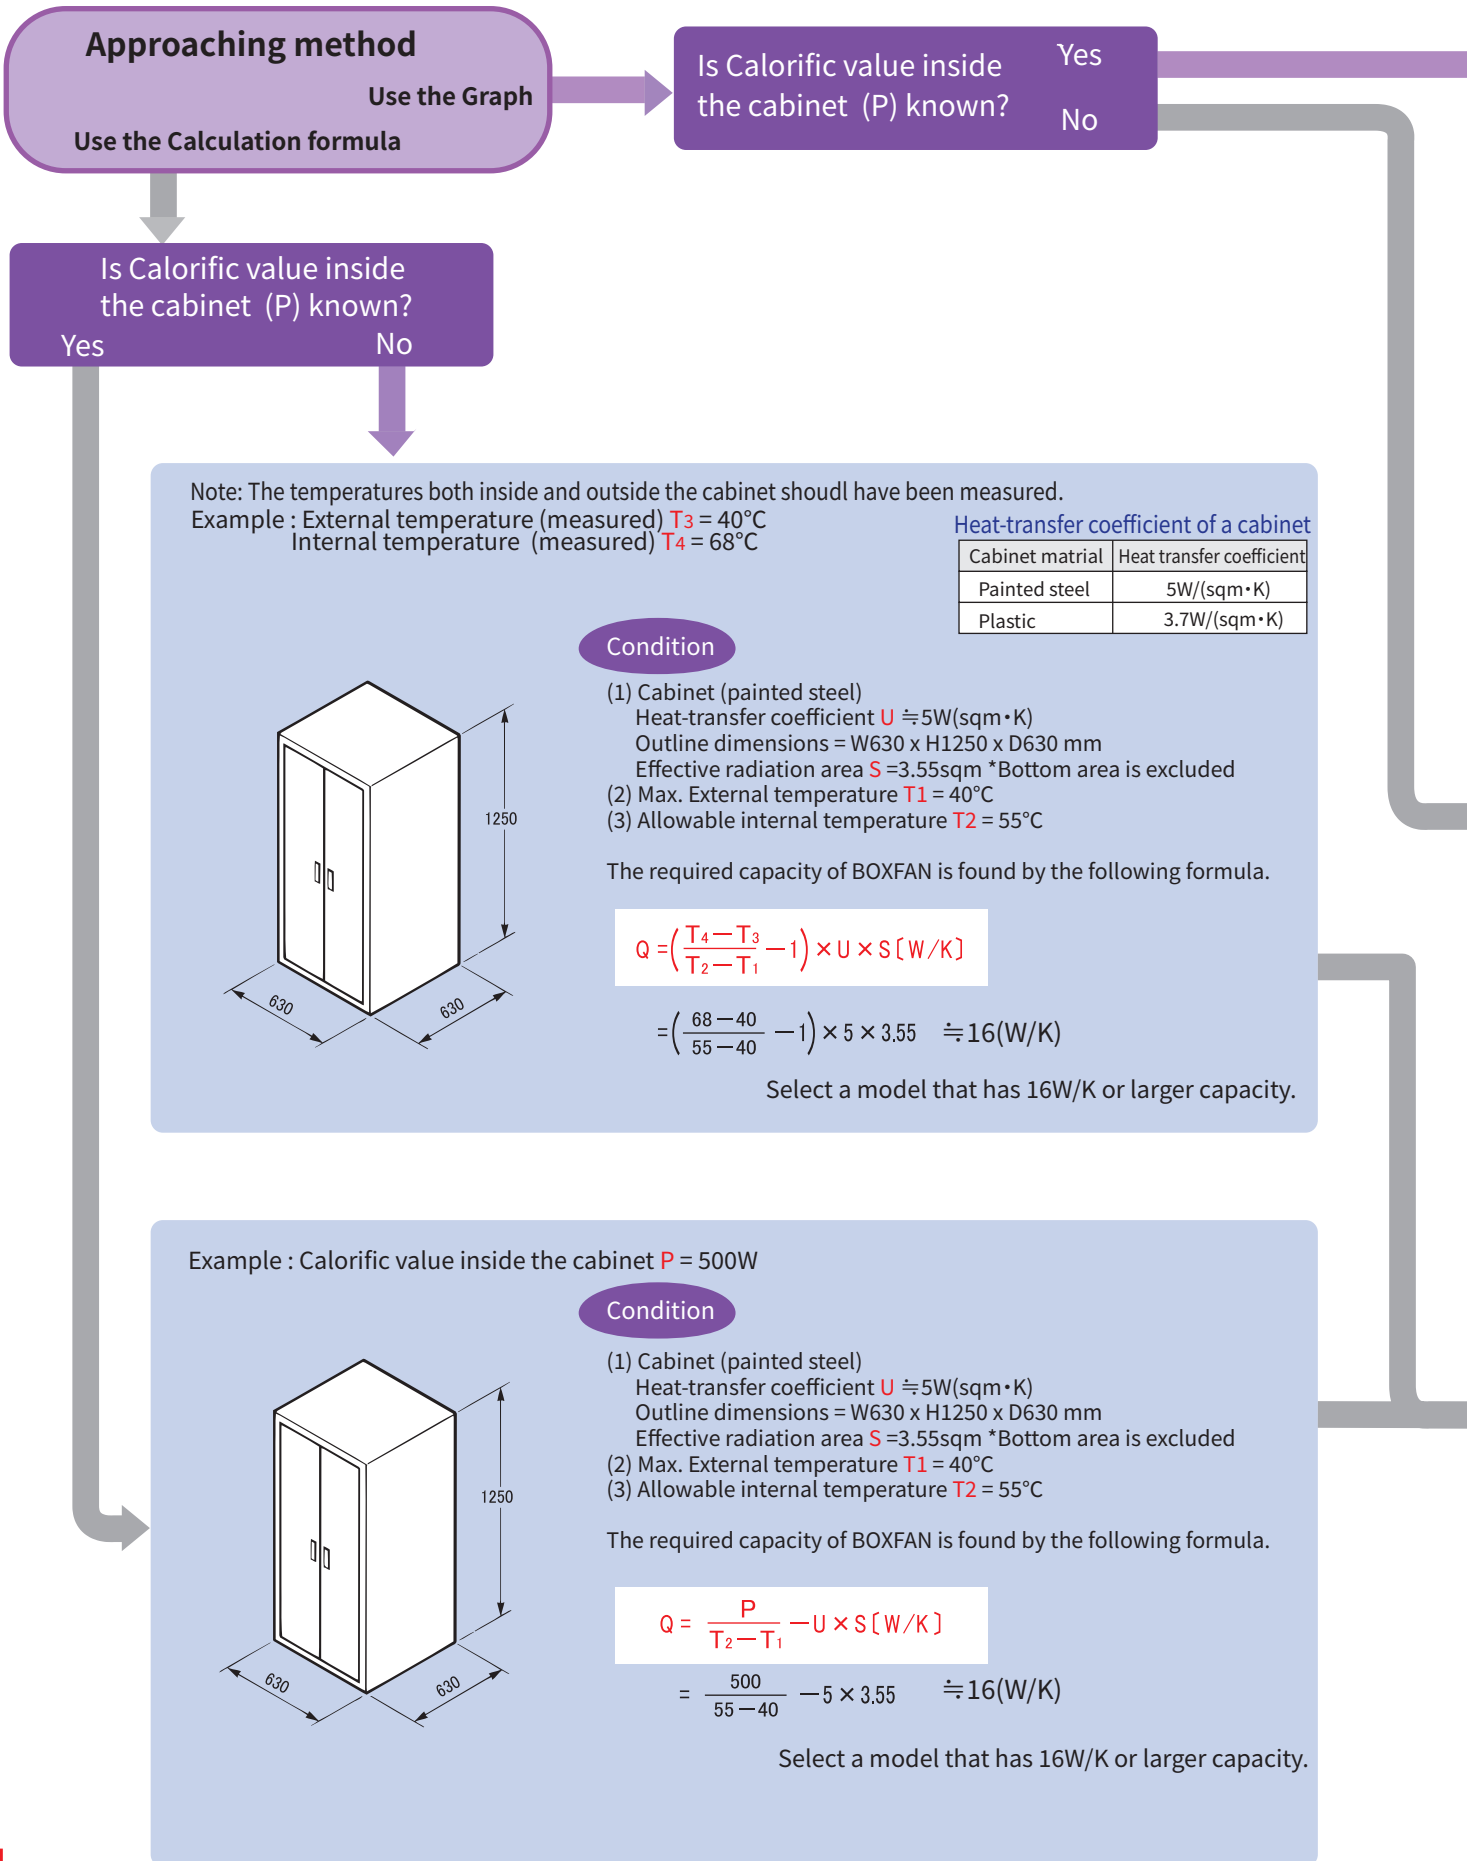 Approaching method
Use the Graph
Use the Calculation formula
Is Calorific value inside
the cabinet (P) known?
Yes
No
Is Calorific value inside
the cabinet (P) known?
Yes No
Note: The temperatures both inside and outside the cabinet shoudl have been measured.
Example : External temperature (measured) T3 = 40°C
Internal temperature (measured) T4 = 68°C
Heat-transfer coefficient of a cabinet
Cabinet matrial Heat transfer coefficient
Painted steel 5W/(sqm・K)
Plastic 3.7W/(sqm・K)
Condition
(1) Cabinet (painted steel)
Heat-transfer coefficient U ≒5W(sqm・K)
Outline dimensions = W630 x H1250 x D630 mm
Effective radiation area S =3.55sqm *Bottom area is excluded
(2) Max. External temperature T1 = 40°C
(3) Allowable internal temperature T2 = 55°C
1250
630
630
The required capacity of BOXFAN is found by the following formula.
Q =((T₄−T₃)/(T₂−T₁) −1)×U×S〔W/K〕
=((68−40)/(55−40) −1)×5×3.55 ≒16(W/K)
Select a model that has 16W/K or larger capacity.
Example : Calorific value inside the cabinet P = 500W
Condition
(1) Cabinet (painted steel)
Heat-transfer coefficient U ≒5W(sqm・K)
Outline dimensions = W630 x H1250 x D630 mm
Effective radiation area S =3.55sqm *Bottom area is excluded
(2) Max. External temperature T1 = 40°C
(3) Allowable internal temperature T2 = 55°C
1250
630
630
The required capacity of BOXFAN is found by the following formula.
Q = P/(T₂−T₁) −U×S〔W/K〕
= 500/(55−40) −5×3.55 ≒16(W/K)
Select a model that has 16W/K or larger capacity.